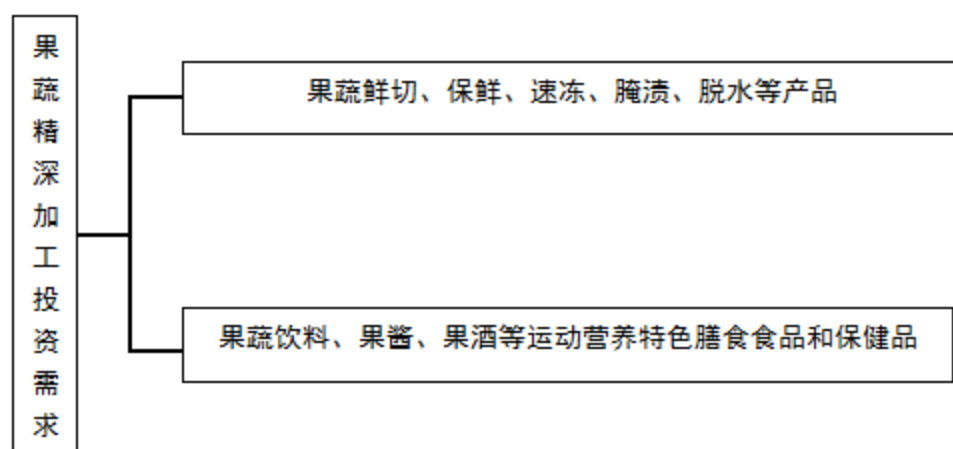 果蔬精深加工投资需求
果蔬鲜切、保鲜、速冻、腌渍、脱水等产品
果蔬饮料、果酱、果酒等运动营养特色膳食食品和保健品